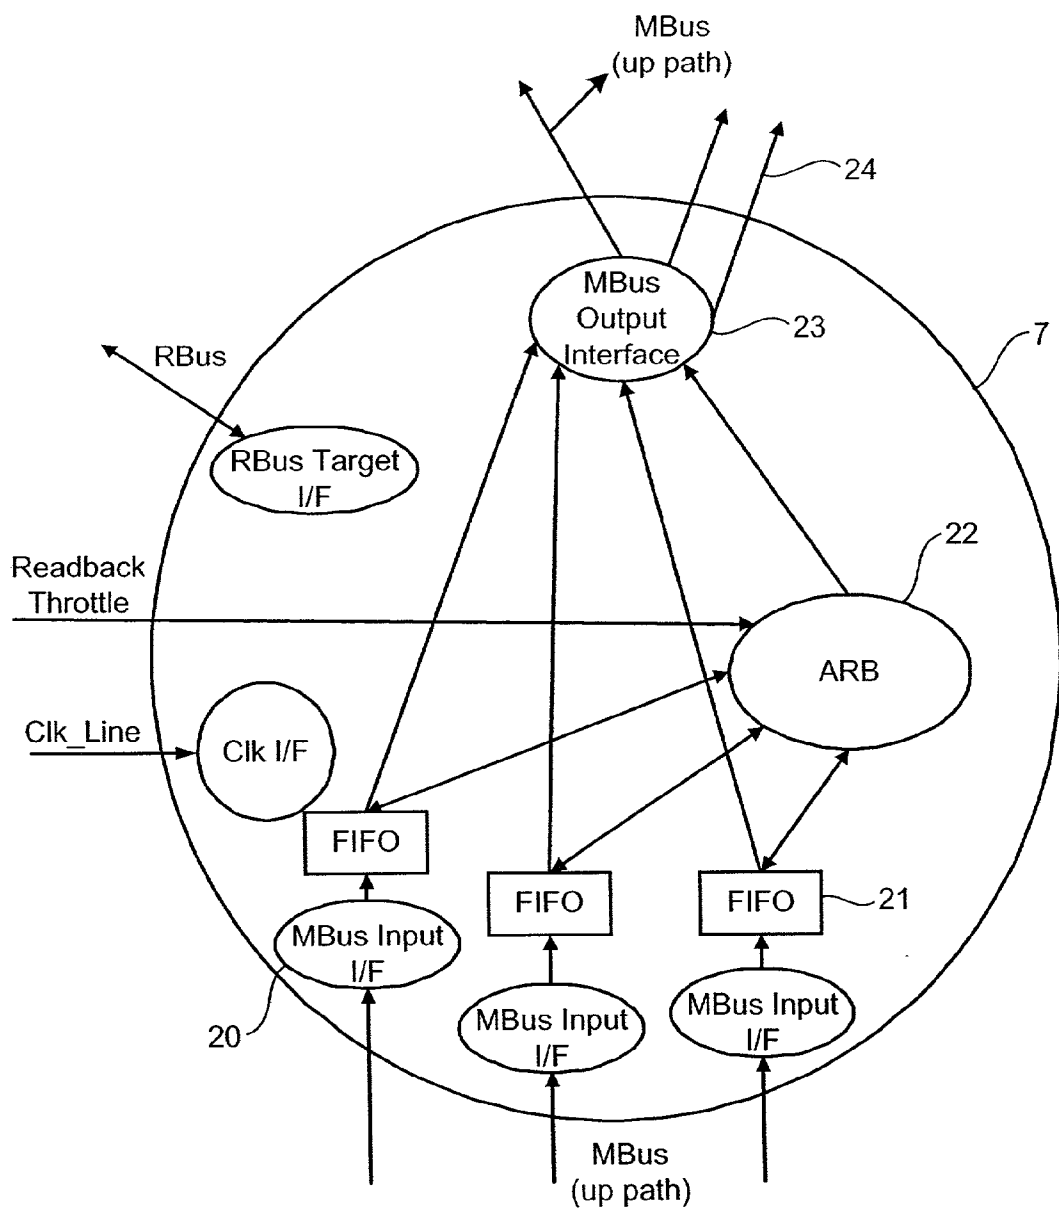 MBus
(up path)
24
MBus
Output
Interface
23
7
RBus
RBus Target
I/F
22
Readback
Throttle
ARB
Clk_Line
Clk I/F
FIFO
FIFO
FIFO
21
MBus Input
I/F
20
MBus Input
I/F
MBus Input
I/F
MBus
(up path)